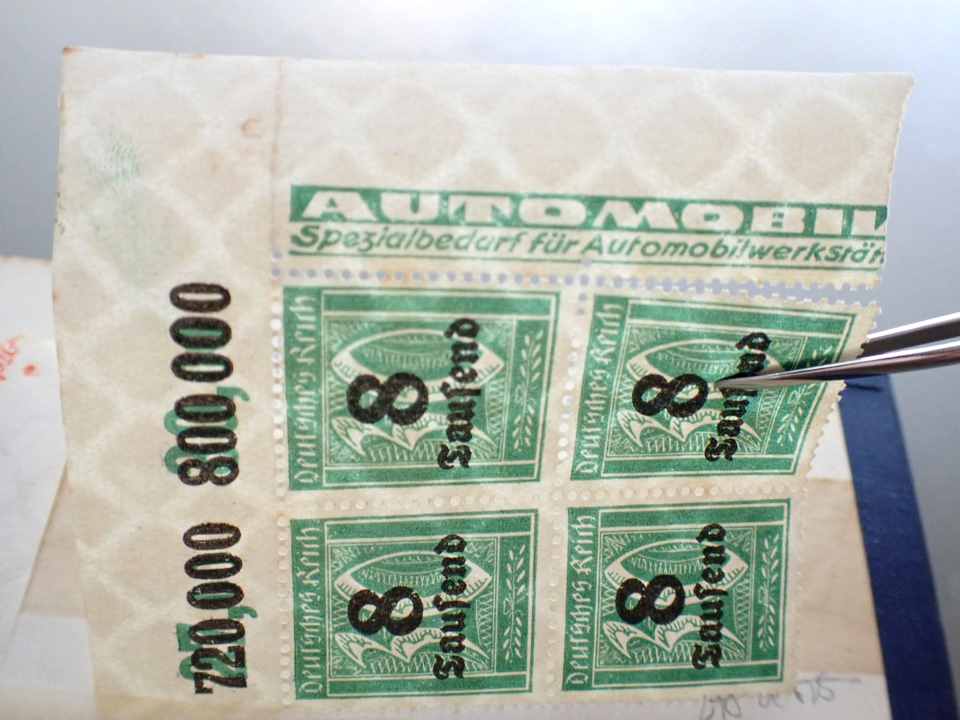 AUTOMOBIL
Spezialbedarf für Automobilwerkstät
800,000
720,000
Deutsches Reich
8
Tausend
Deutsches Reich
8
Tausend
Deutsches Reich
8
Tausend
Deutsches Reich
8
Tausend